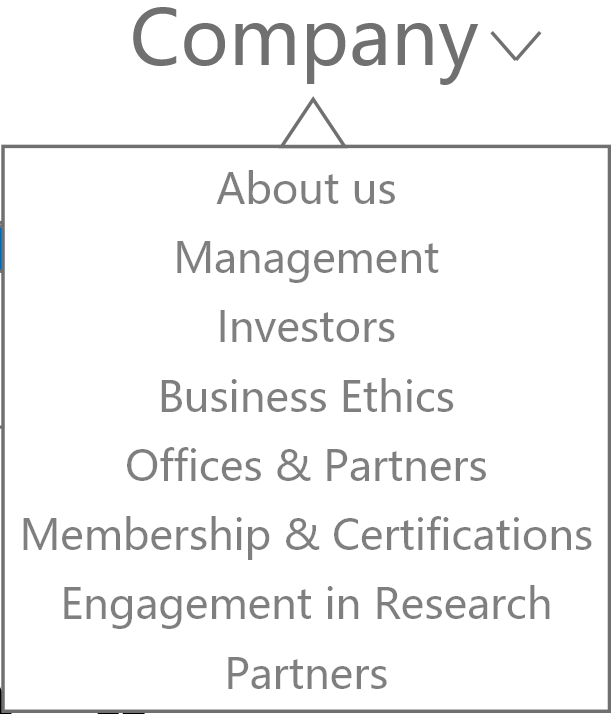 Company
About us
Management
Investors
Business Ethics
Offices & Partners
Membership & Certifications
Engagement in Research
Partners